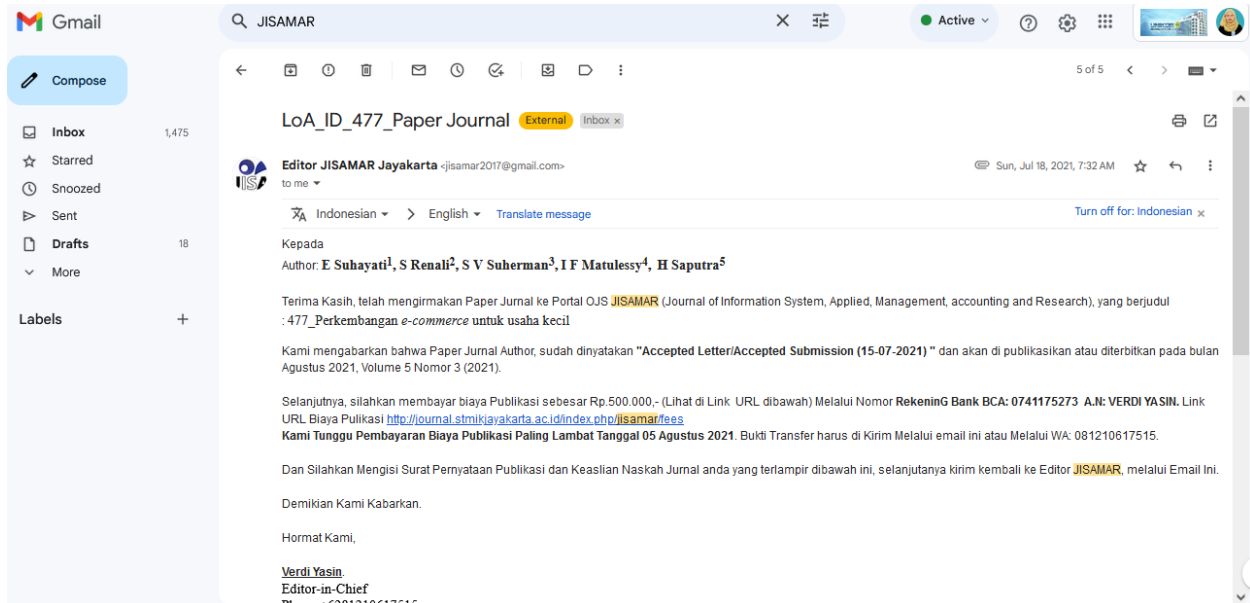 Gmail
JISAMAR
Active
Compose
5 of 5
Inbox 1,475
Starred
Snoozed
Sent
Drafts 18
More
Labels
LoA_ID_477_Paper Journal External Inbox x
Editor JISAMAR Jayakarta <jisamar2017@gmail.com> Sun, Jul 18, 2021, 7:32 AM
to me
Indonesian > English Translate message Turn off for: Indonesian x
Kepada
Author: E Suhayati1, S Renali2, S V Suherman3, I F Matulessy4, H Saputra5
Terima Kasih, telah mengirmakan Paper Jurnal ke Portal OJS JISAMAR (Journal of Information System, Applied, Management, accounting and Research), yang berjudul
: 477_Perkembangan e-commerce untuk usaha kecil
Kami mengabarkan bahwa Paper Jurnal Author, sudah dinyatakan "Accepted Letter/Accepted Submission (15-07-2021) " dan akan di publikasikan atau diterbitkan pada bulan
Agustus 2021, Volume 5 Nomor 3 (2021).
Selanjutnya, silahkan membayar biaya Publikasi sebesar Rp.500.000,- (Lihat di Link URL dibawah) Melalui Nomor RekeninG Bank BCA: 0741175273 A.N: VERDI YASIN. Link
URL Biaya Pulikasi http://journal.stmikjayakarta.ac.id/index.php/jisamar/fees
Kami Tunggu Pembayaran Biaya Publikasi Paling Lambat Tanggal 05 Agustus 2021. Bukti Transfer harus di Kirim Melalui email ini atau Melalui WA: 081210617515.
Dan Silahkan Mengisi Surat Pernyataan Publikasi dan Keaslian Naskah Jurnal anda yang terlampir dibawah ini, selanjutanya kirim kembali ke Editor JISAMAR, melalui Email Ini.
Demikian Kami Kabarkan.
Hormat Kami,
Verdi Yasin.
Editor-in-Chief